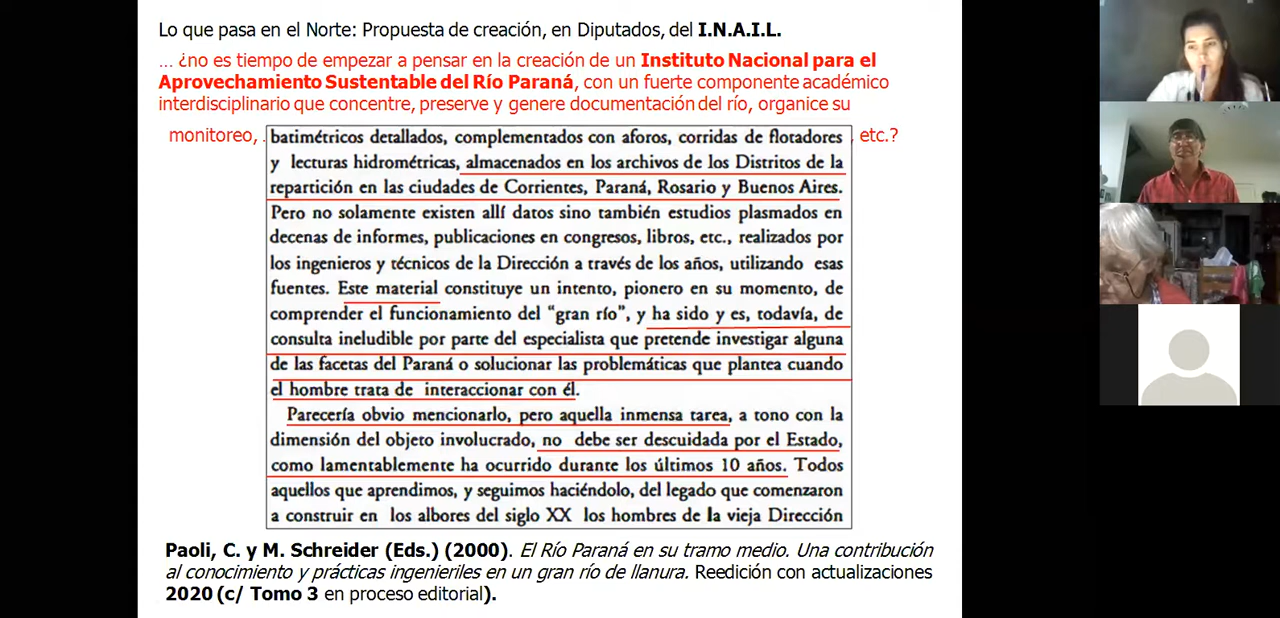 Lo que pasa en el Norte: Propuesta de creación, en Diputados, del I.N.A.I.L.
… ¿no es tiempo de empezar a pensar en la creación de un Instituto Nacional para el
Aprovechamiento Sustentable del Río Paraná, con un fuerte componente académico
interdisciplinario que concentre, preserve y genere documentación del río, organice su
monitoreo, , etc.?
batimétricos detallados, complementados con aforos, corridas de flotadores
y lecturas hidrométricas, almacenados en los archivos de los Distritos de la
repartición en las ciudades de Corrientes, Paraná, Rosario y Buenos Aires.
Pero no solamente existen allí datos sino también estudios plasmados en
decenas de informes, publicaciones en congresos, libros, etc., realizados por
los ingenieros y técnicos de la Dirección a través de los años, utilizando esas
fuentes. Este material constituye un intento, pionero en su momento, de
comprender el funcionamiento del “gran río”, y ha sido y es, todavía, de
consulta ineludible por parte del especialista que pretende investigar alguna
de las facetas del Paraná o solucionar las problemáticas que plantea cuando
el hombre trata de interaccionar con él.
Parecería obvio mencionarlo, pero aquella inmensa tarea, a tono con la
dimensión del objeto involucrado, no debe ser descuidada por el Estado,
como lamentablemente ha ocurrido durante los últimos 10 años. Todos
aquellos que aprendimos, y seguimos haciéndolo, del legado que comenzaron
a construir en los albores del siglo XX los hombres de la vieja Dirección
Paoli, C. y M. Schreider (Eds.) (2000). El Río Paraná en su tramo medio. Una contribución
al conocimiento y prácticas ingenieriles en un gran río de llanura. Reedición con actualizaciones
2020 (c/ Tomo 3 en proceso editorial).